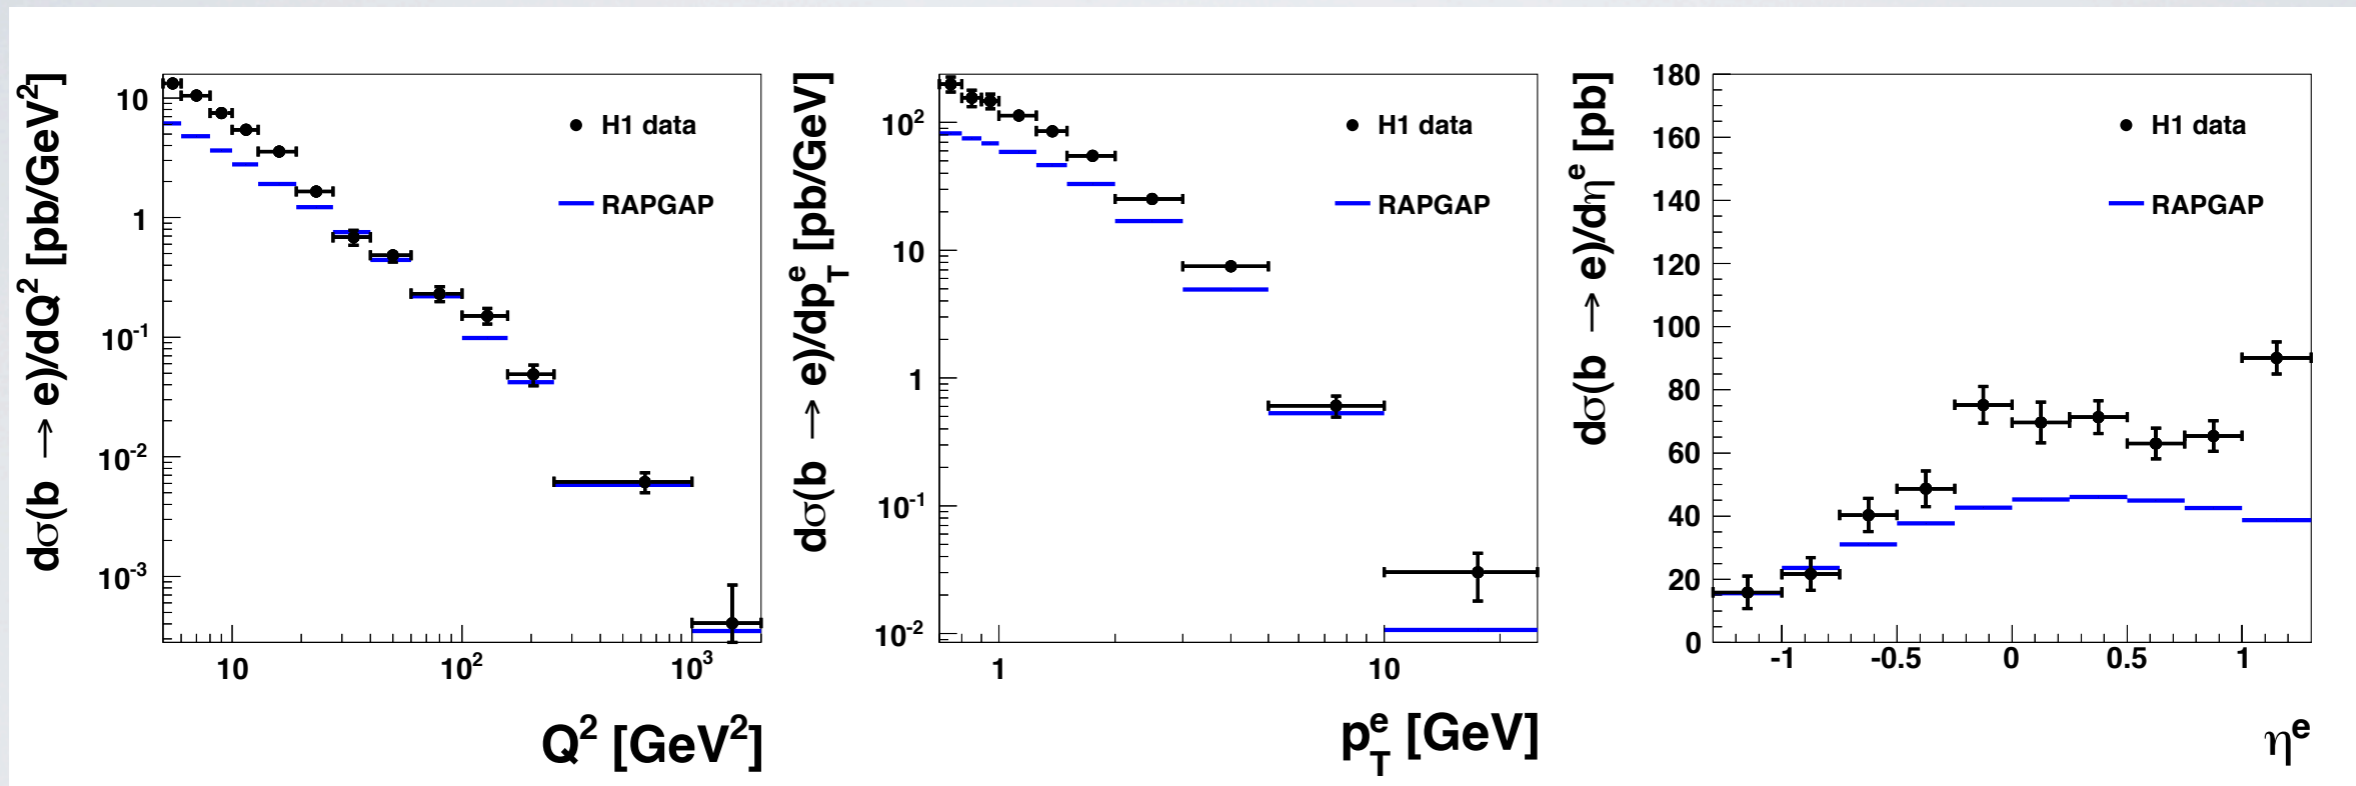 dσ(b → e)/dQ² [pb/GeV²]
10
1
10⁻¹
10⁻²
10⁻³
H1 data
RAPGAP
10
10²
10³
Q² [GeV²]
dσ(b → e)/dp_T^e [pb/GeV]
10²
10
1
10⁻¹
10⁻²
H1 data
RAPGAP
1
10
p_T^e [GeV]
dσ(b → e)/dηᵉ [pb]
180
160
140
120
100
80
60
40
20
0
H1 data
RAPGAP
-1
-0.5
0
0.5
1
ηᵉ